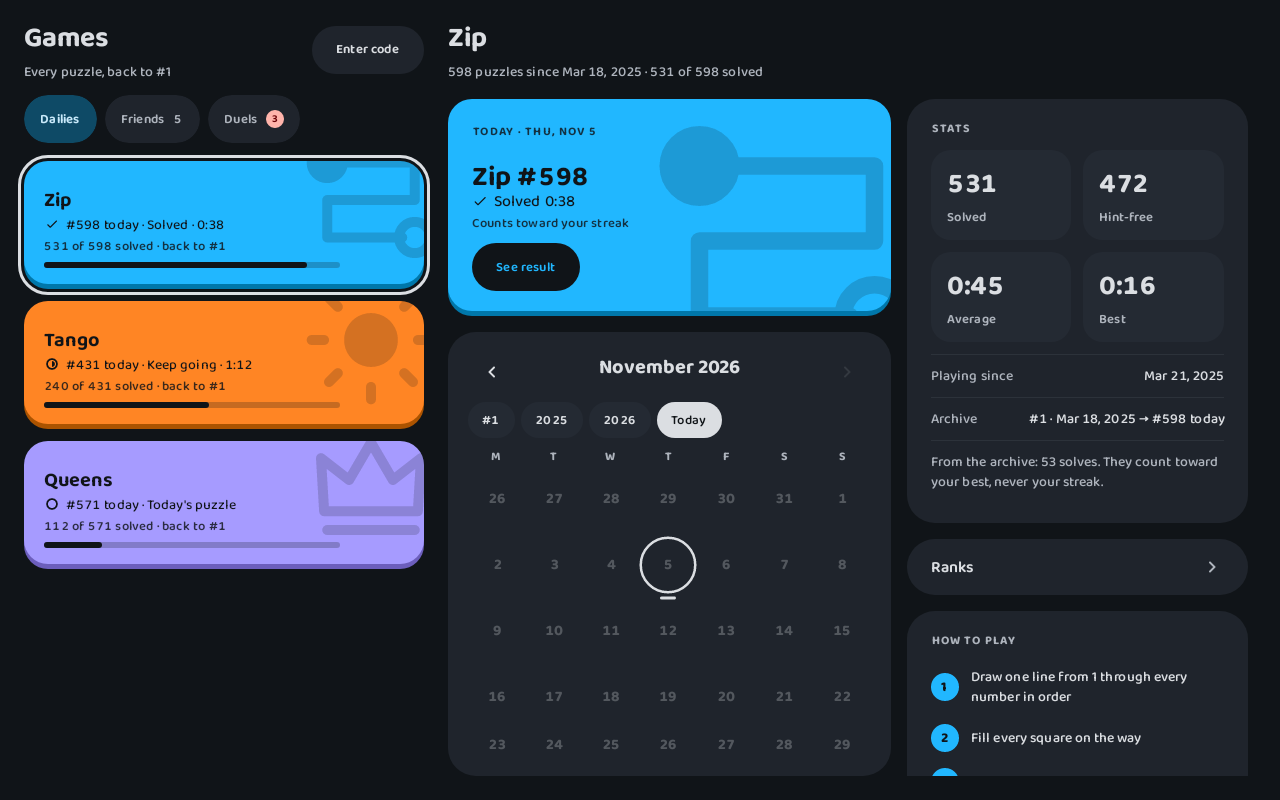 Games
Every puzzle, back to #1
Enter code
Dailies
Friends 5
Duels 3
Zip
#598 today · Solved · 0:38
531 of 598 solved · back to #1
Tango
#431 today · Keep going · 1:12
240 of 431 solved · back to #1
Queens
#571 today · Today's puzzle
112 of 571 solved · back to #1
Zip
598 puzzles since Mar 18, 2025 · 531 of 598 solved
TODAY · THU, NOV 5
Zip #598
Solved 0:38
Counts toward your streak
See result
November 2026
#1 2025 2026 Today
M T W T F S S
26 27 28 29 30 31 1
2 3 4 5 6 7 8
9 10 11 12 13 14 15
16 17 18 19 20 21 22
23 24 25 26 27 28 29
STATS
531
Solved
472
Hint-free
0:45
Average
0:16
Best
Playing since Mar 21, 2025
Archive #1 · Mar 18, 2025 → #598 today
From the archive: 53 solves. They count toward
your best, never your streak.
Ranks
HOW TO PLAY
1 Draw one line from 1 through every
number in order
2 Fill every square on the way